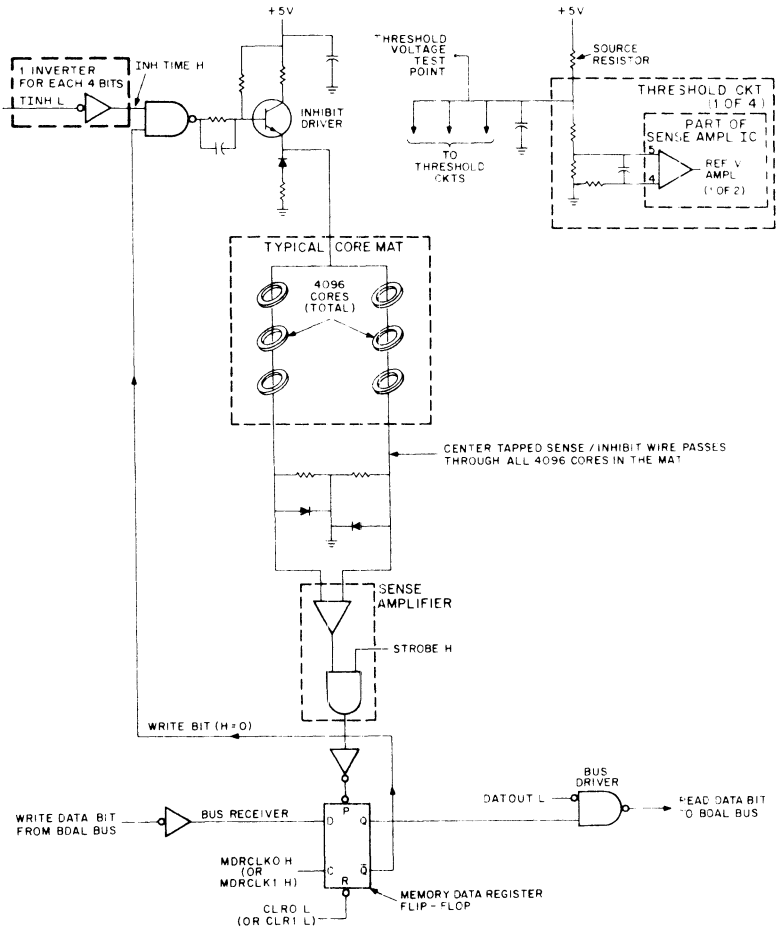 +5V
+5V
1 INVERTER
FOR EACH 4 BITS
TINH L
INH TIME H
INHIBIT
DRIVER
THRESHOLD
VOLTAGE
TEST
POINT
SOURCE
RESISTOR
THRESHOLD CKT
(1 OF 4)
PART OF
SENSE AMPL IC
5
4
REF V
AMPL
(1 OF 2)
TO
THRESHOLD
CKTS
TYPICAL CORE MAT
4096
CORES
(TOTAL)
CENTER TAPPED SENSE / INHIBIT WIRE PASSES
THROUGH ALL 4096 CORES IN THE MAT
SENSE
AMPLIFIER
STROBE H
WRITE BIT (H=0)
WRITE DATA BIT
FROM BDAL BUS
BUS RECEIVER
P
D
Q
C
Q̅
R
MDRCLK0 H
(OR
MDRCLK1 H)
CLR0 L
(OR CLR1 L)
MEMORY DATA REGISTER
FLIP-FLOP
DATOUT L
BUS
DRIVER
READ DATA BIT
TO BDAL BUS